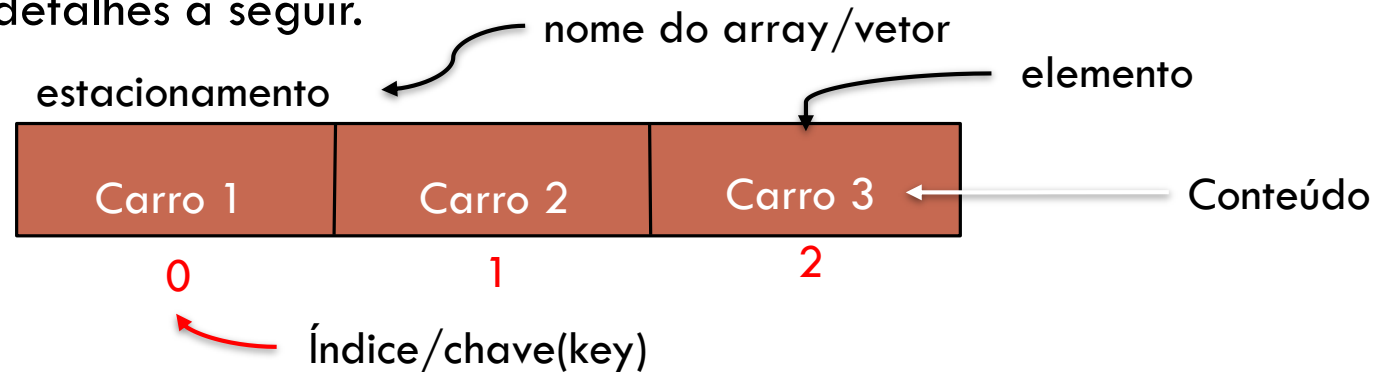 detalhes a seguir.
nome do array/vetor
elemento
estacionamento
Carro 1 Carro 2 Carro 3
Conteúdo
0 1 2
Índice/chave(key)